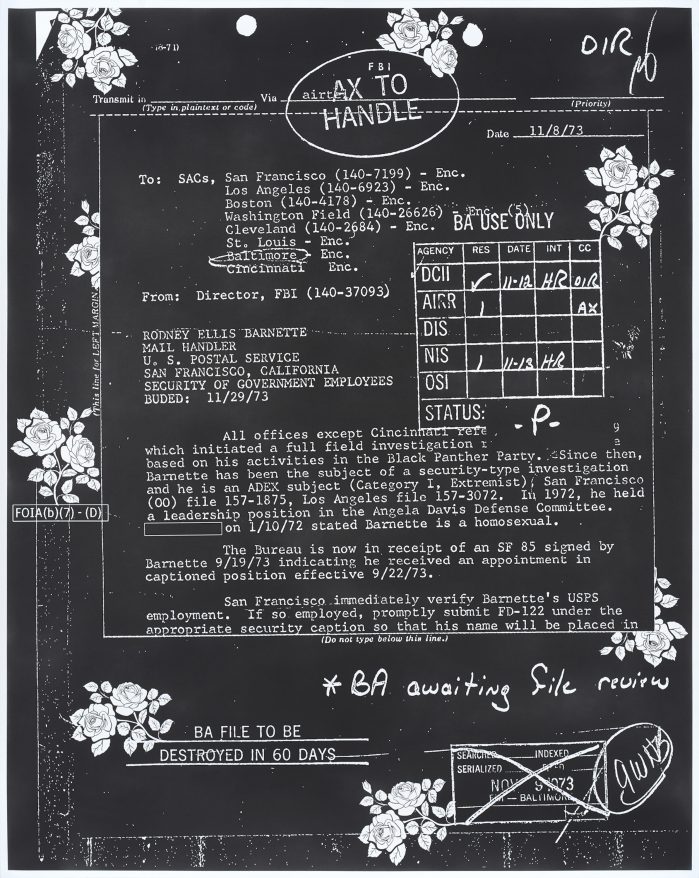 DIR
FBI
AX TO
HANDLE
Transmit in
Via
(Type in plaintext or code)
(Priority)
Date 11/8/73
To: SACs, San Francisco (140-7199) - Enc.
Los Angeles (140-6923) - Enc.
Boston (140-4178) - Enc.
Washington Field (140-26626) - Enc. (5)
Cleveland (140-2684) - Enc.
St. Louis - Enc.
Baltimore - Enc.
Cincinnati Enc.
BA USE ONLY
AGENCY RES DATE INT CC
DCII ✓ 11-12 HR DIR
AIRR 1 AX
DIS
NIS 1 11-13 HR
OSI
STATUS: -P-
From: Director, FBI (140-37093)
(This line for LEFT MARGIN.
RODNEY ELLIS BARNETTE
MAIL HANDLER
U. S. POSTAL SERVICE
SAN FRANCISCO, CALIFORNIA
SECURITY OF GOVERNMENT EMPLOYEES
BUDED: 11/29/73
All offices except Cincinnati
which initiated a full field investigation
based on his activities in the Black Panther Party. Since then,
Barnette has been the subject of a security-type investigation
and he is an ADEX subject (Category I, Extremist), San Francisco
(OO) file 157-1875, Los Angeles file 157-3072. In 1972, he held
a leadership position in the Angela Davis Defense Committee.
on 1/10/72 stated Barnette is a homosexual.
FOIA(b)(7) - (D)
The Bureau is now in receipt of an SF 85 signed by
Barnette 9/19/73 indicating he received an appointment in
captioned position effective 9/22/73.
San Francisco immediately verify Barnette's USPS
employment. If so employed, promptly submit FD-122 under the
appropriate security caption so that his name will be placed in
(Do not type below this line.)
* BA awaiting file review
BA FILE TO BE
DESTROYED IN 60 DAYS
SEARCHED INDEXED
SERIALIZED
NOV 9 1973
FBI — BALTIMORE